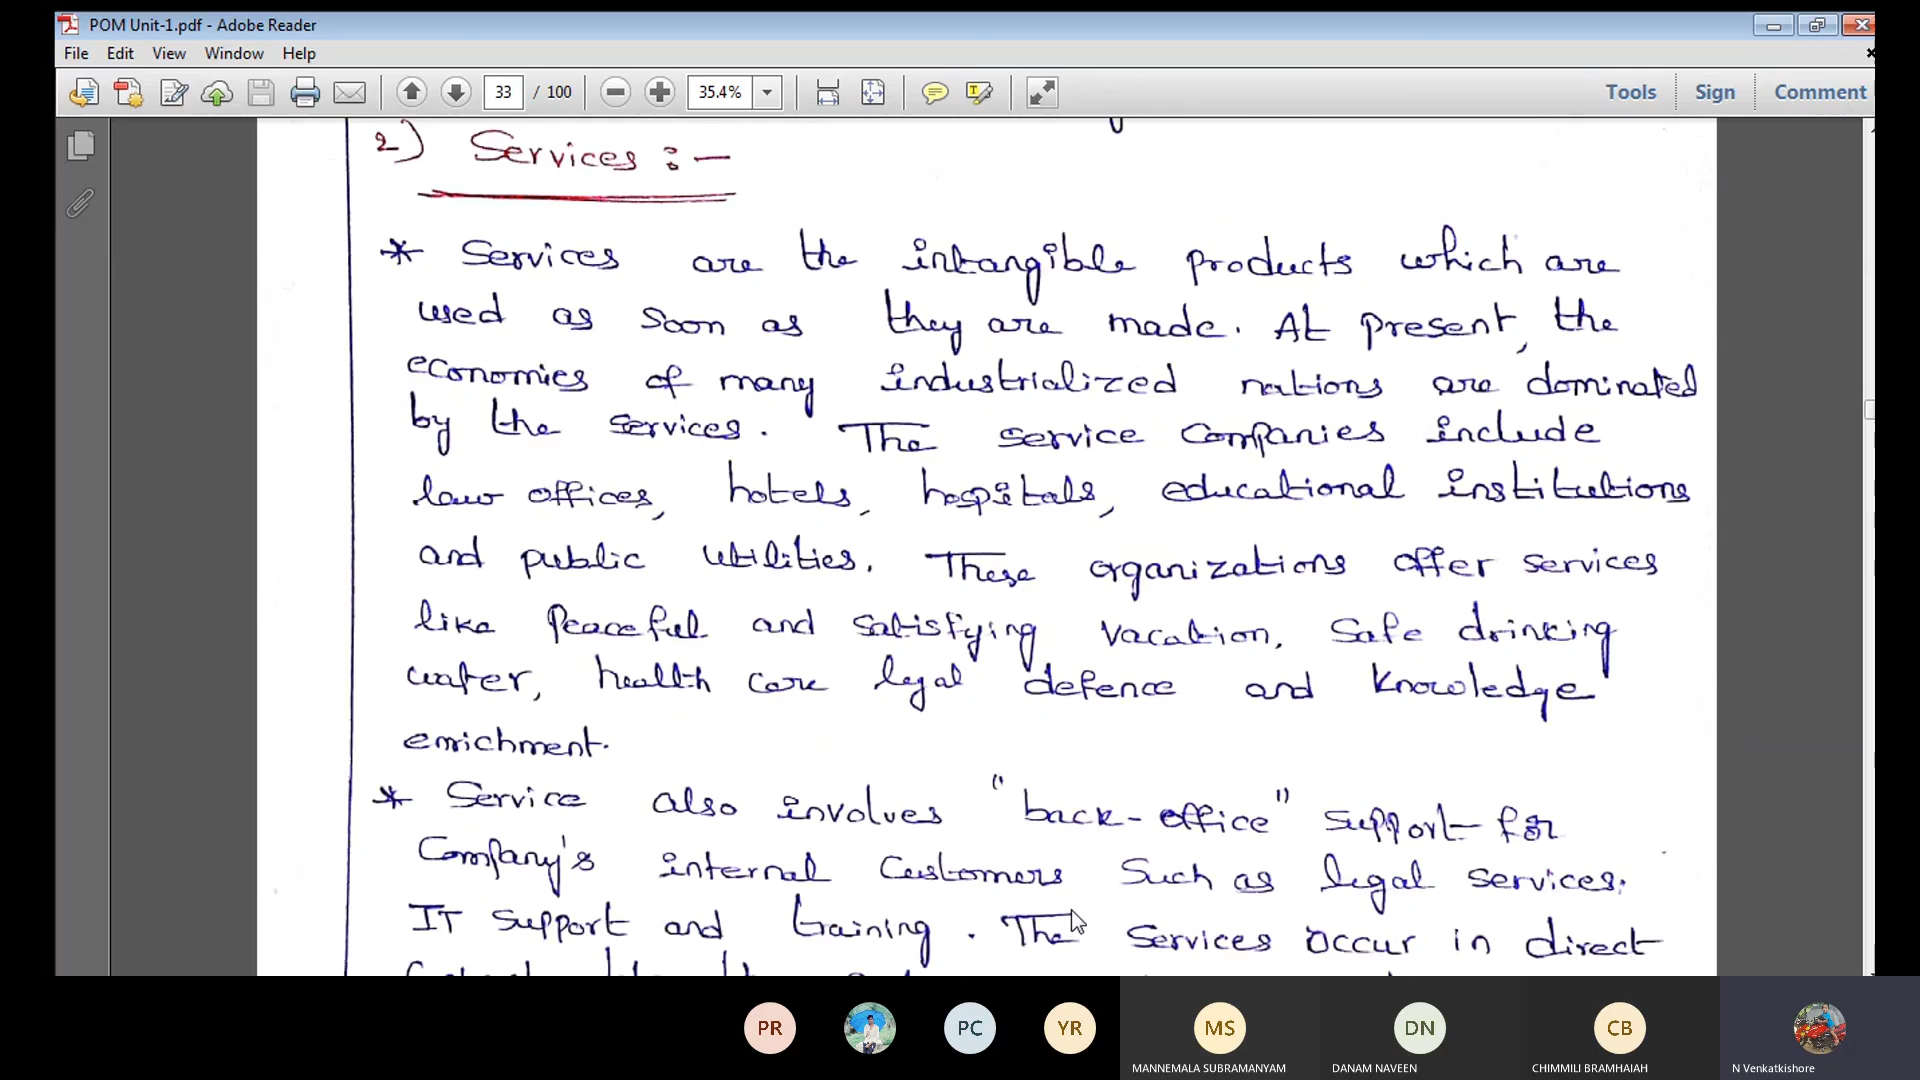 POM Unit-1.pdf - Adobe Reader
File Edit View Window Help
33 / 100 35.4% Tools Sign Comment
2) Services :-
* Services are the intangible products which are
used as soon as they are made. At present, the
economies of many industrialized nations are dominated
by the services. The service Companies include
law offices, hotels, hospitals, educational institutions
and public utilities. These organizations offer services
like Peaceful and satisfying vacation, Safe drinking
water, health care legal defence and Knowledge
enrichment.
* Service also involves "back-office" support for
Company's internal Customers Such as legal services.
IT support and training. The Services occur in direct
PR PC YR MS DN CB
MANNEMALA SUBRAMANYAM DANAM NAVEEN CHIMMILI BRAMHAIAH N Venkatkishore